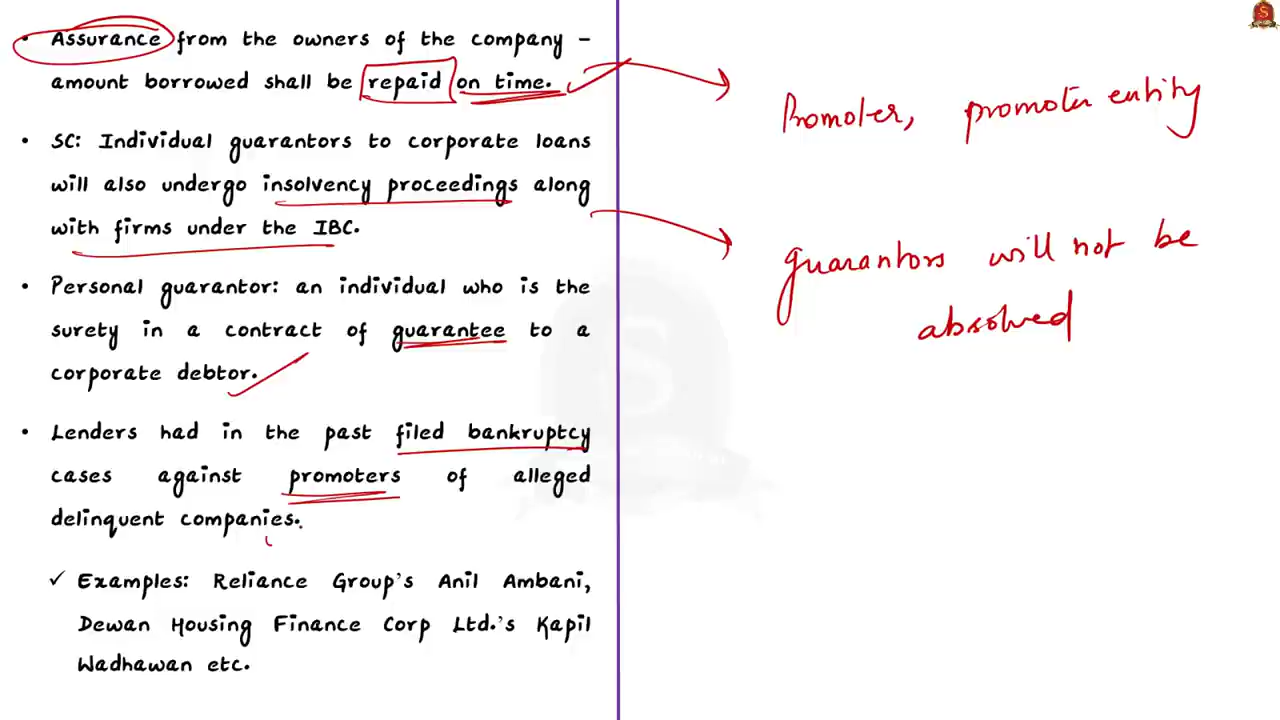 • Assurance from the owners of the company –
amount borrowed shall be repaid on time.
• SC: Individual guarantors to corporate loans
will also undergo insolvency proceedings along
with firms under the IBC.
• Personal guarantor: an individual who is the
surety in a contract of guarantee to a
corporate debtor.
• Lenders had in the past filed bankruptcy
cases against promoters of alleged
delinquent companies.
✓ Examples: Reliance Group's Anil Ambani,
Dewan Housing Finance Corp Ltd.'s Kapil
Wadhawan etc.
Promoter, promoter entity
guarantors will not be
absolved